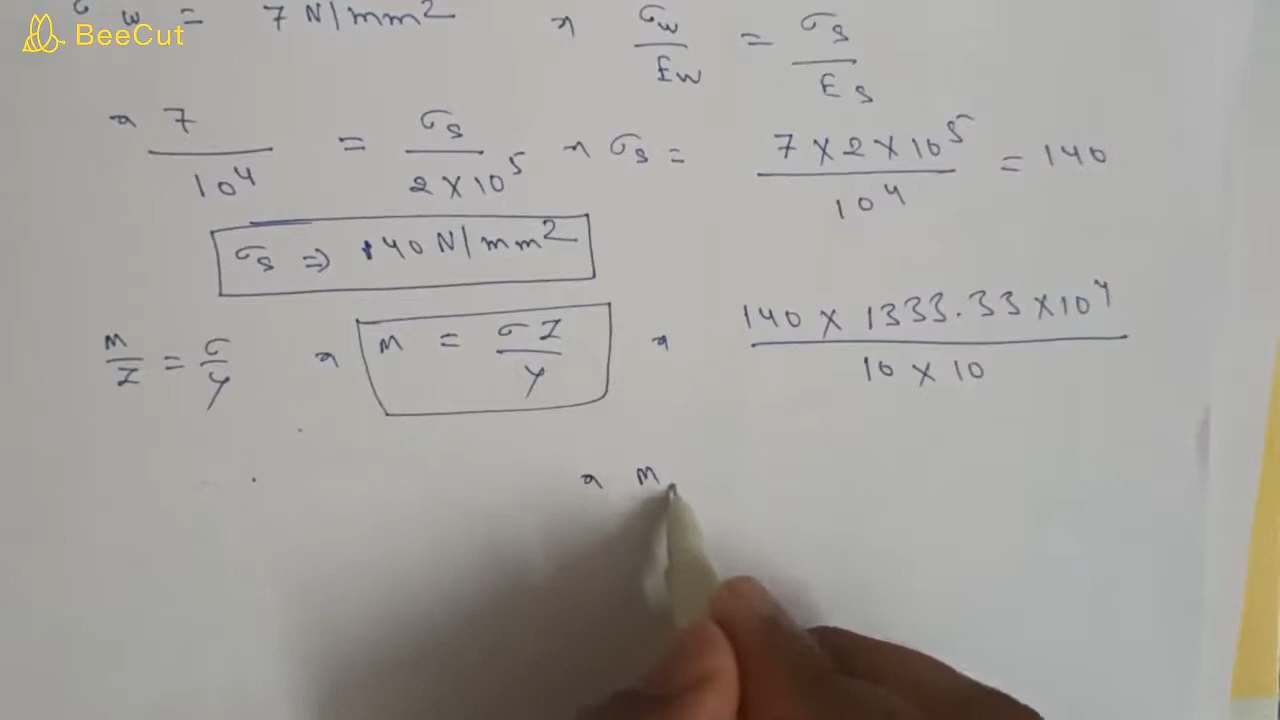 BeeCut
σw = 7 N/mm² ⇒ σw/Ew = σs/Es
⇒ 7/10⁴ = σs/2×10⁵ ⇒ σs = 7×2×10⁵/10⁴ = 140
σs ⇒ 140 N/mm²
M/I = σ/y ⇒ M = σI/y ⇒ 140×1333.33×10⁴/10×10
⇒ M